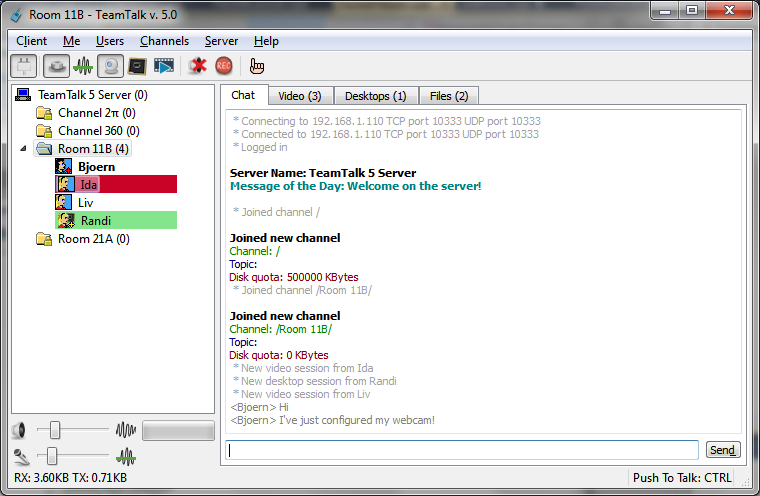 Room 11B - TeamTalk v. 5.0
Client Me Users Channels Server Help
REC
TeamTalk 5 Server (0)
Channel 2π (0)
Channel 360 (0)
Room 11B (4)
Bjoern
Ida
Liv
Randi
Room 21A (0)
Chat Video (3) Desktops (1) Files (2)
* Connecting to 192.168.1.110 TCP port 10333 UDP port 10333
* Connected to 192.168.1.110 TCP port 10333 UDP port 10333
* Logged in
Server Name: TeamTalk 5 Server
Message of the Day: Welcome on the server!
* Joined channel /
Joined new channel
Channel: /
Topic:
Disk quota: 500000 KBytes
* Joined channel /Room 11B/
Joined new channel
Channel: /Room 11B/
Topic:
Disk quota: 0 KBytes
* New video session from Ida
* New desktop session from Randi
* New video session from Liv
<Bjoern> Hi
<Bjoern> I've just configured my webcam!
Send
RX: 3.60KB TX: 0.71KB
Push To Talk: CTRL